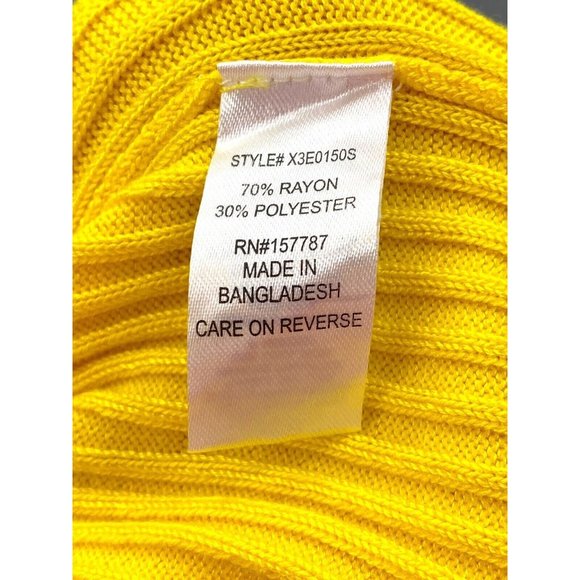 STYLE# X3E0150S
70% RAYON
30% POLYESTER
RN#157787
MADE IN
BANGLADESH
CARE ON REVERSE